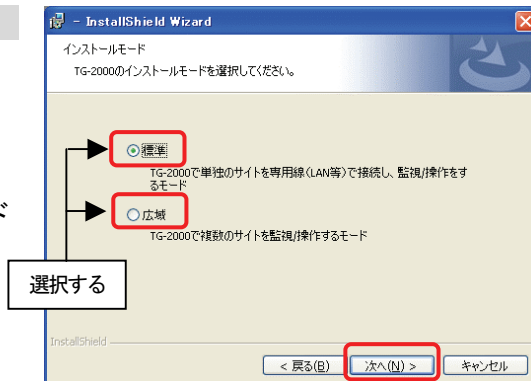 - InstallShield Wizard
インストールモード
TG-2000のインストールモードを選択してください。
標準
TG-2000で単独のサイトを専用線(LAN等)で接続し、監視/操作をす
るモード
ド
広域
TG-2000で複数のサイトを監視/操作するモード
選択する
InstallShield
< 戻る(B)
次へ(N) >
キャンセル